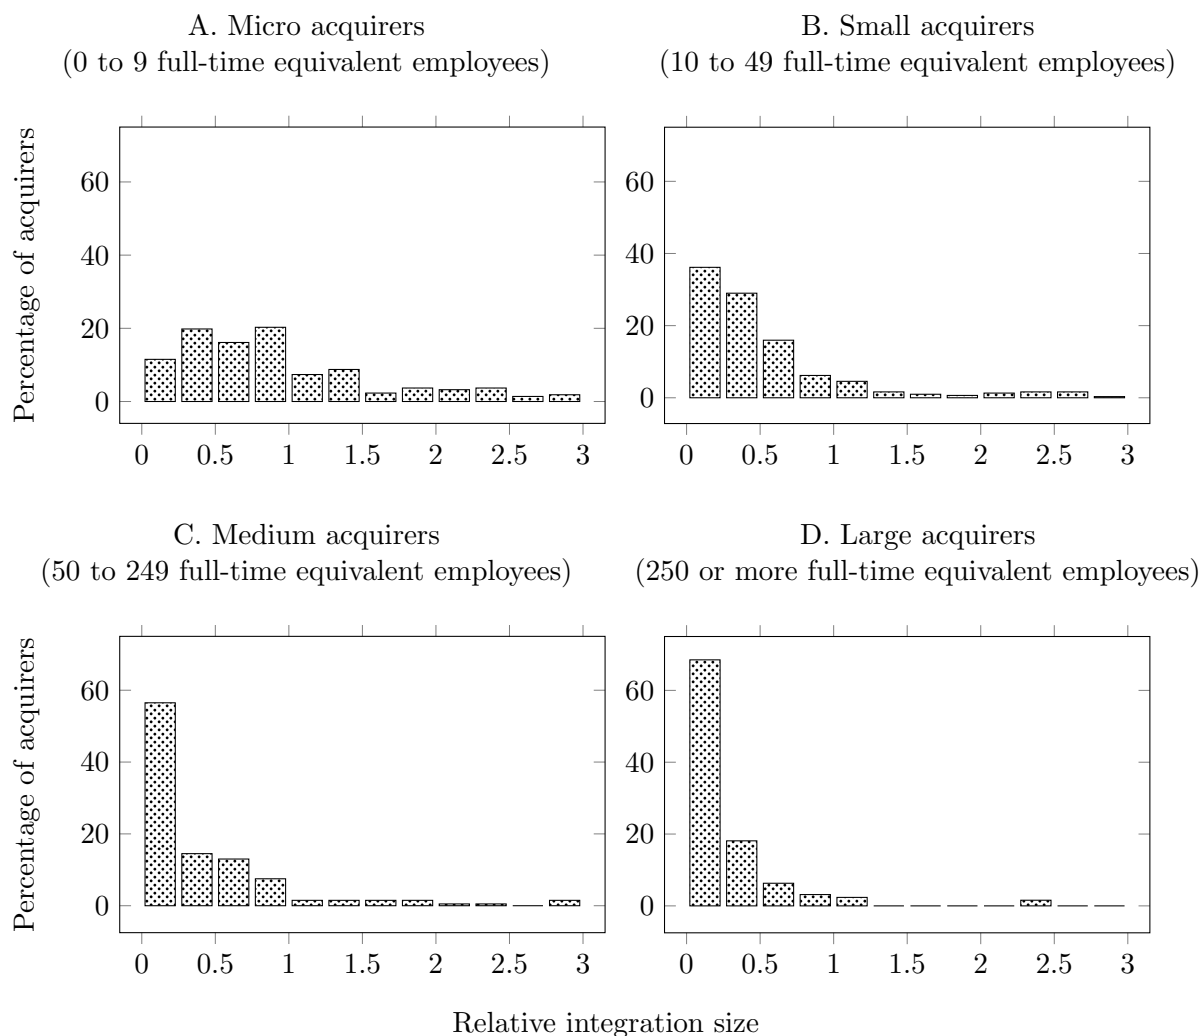 A. Micro acquirers
(0 to 9 full-time equivalent employees)
B. Small acquirers
(10 to 49 full-time equivalent employees)
Percentage of acquirers
60
40
20
0
0 0.5 1 1.5 2 2.5 3
60
40
20
0
0 0.5 1 1.5 2 2.5 3
C. Medium acquirers
(50 to 249 full-time equivalent employees)
D. Large acquirers
(250 or more full-time equivalent employees)
Percentage of acquirers
60
40
20
0
0 0.5 1 1.5 2 2.5 3
60
40
20
0
0 0.5 1 1.5 2 2.5 3
Relative integration size